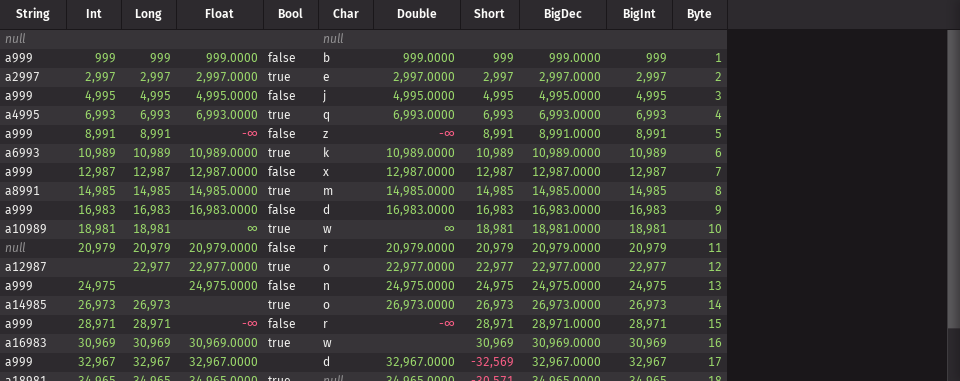 String Int Long Float Bool Char Double Short BigDec BigInt Byte
null null
a999 999 999 999.0000 false b 999.0000 999 999.0000 999 1
a2997 2,997 2,997 2,997.0000 true e 2,997.0000 2,997 2,997.0000 2,997 2
a999 4,995 4,995 4,995.0000 false j 4,995.0000 4,995 4,995.0000 4,995 3
a4995 6,993 6,993 6,993.0000 true q 6,993.0000 6,993 6,993.0000 6,993 4
a999 8,991 8,991 -∞ false z -∞ 8,991 8,991.0000 8,991 5
a6993 10,989 10,989 10,989.0000 true k 10,989.0000 10,989 10,989.0000 10,989 6
a999 12,987 12,987 12,987.0000 false x 12,987.0000 12,987 12,987.0000 12,987 7
a8991 14,985 14,985 14,985.0000 true m 14,985.0000 14,985 14,985.0000 14,985 8
a999 16,983 16,983 16,983.0000 false d 16,983.0000 16,983 16,983.0000 16,983 9
a10989 18,981 18,981 ∞ true w ∞ 18,981 18,981.0000 18,981 10
null 20,979 20,979 20,979.0000 false r 20,979.0000 20,979 20,979.0000 20,979 11
a12987 22,977 22,977.0000 true o 22,977.0000 22,977 22,977.0000 22,977 12
a999 24,975 24,975.0000 false n 24,975.0000 24,975 24,975.0000 24,975 13
a14985 26,973 26,973 true o 26,973.0000 26,973 26,973.0000 26,973 14
a999 28,971 28,971 -∞ false r -∞ 28,971 28,971.0000 28,971 15
a16983 30,969 30,969 30,969.0000 true w 30,969 30,969.0000 30,969 16
a999 32,967 32,967 32,967.0000 d 32,967.0000 -32,569 32,967.0000 32,967 17
a18981 34,965 34,965 34,965.0000 true null 34,965.0000 -30,571 34,965.0000 34,965 18